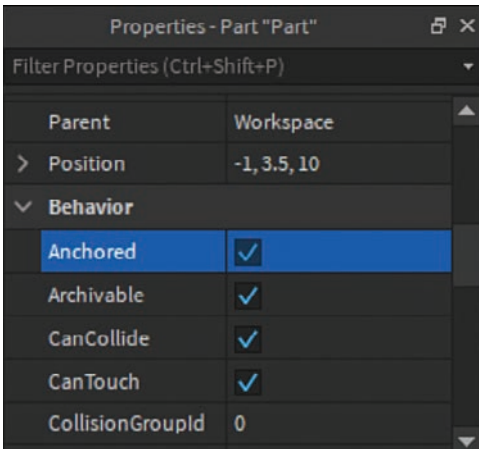 Properties - Part "Part"
Filter Properties (Ctrl+Shift+P)
Parent Workspace
Position -1, 3.5, 10
Behavior
Anchored
Archivable
CanCollide
CanTouch
CollisionGroupId 0